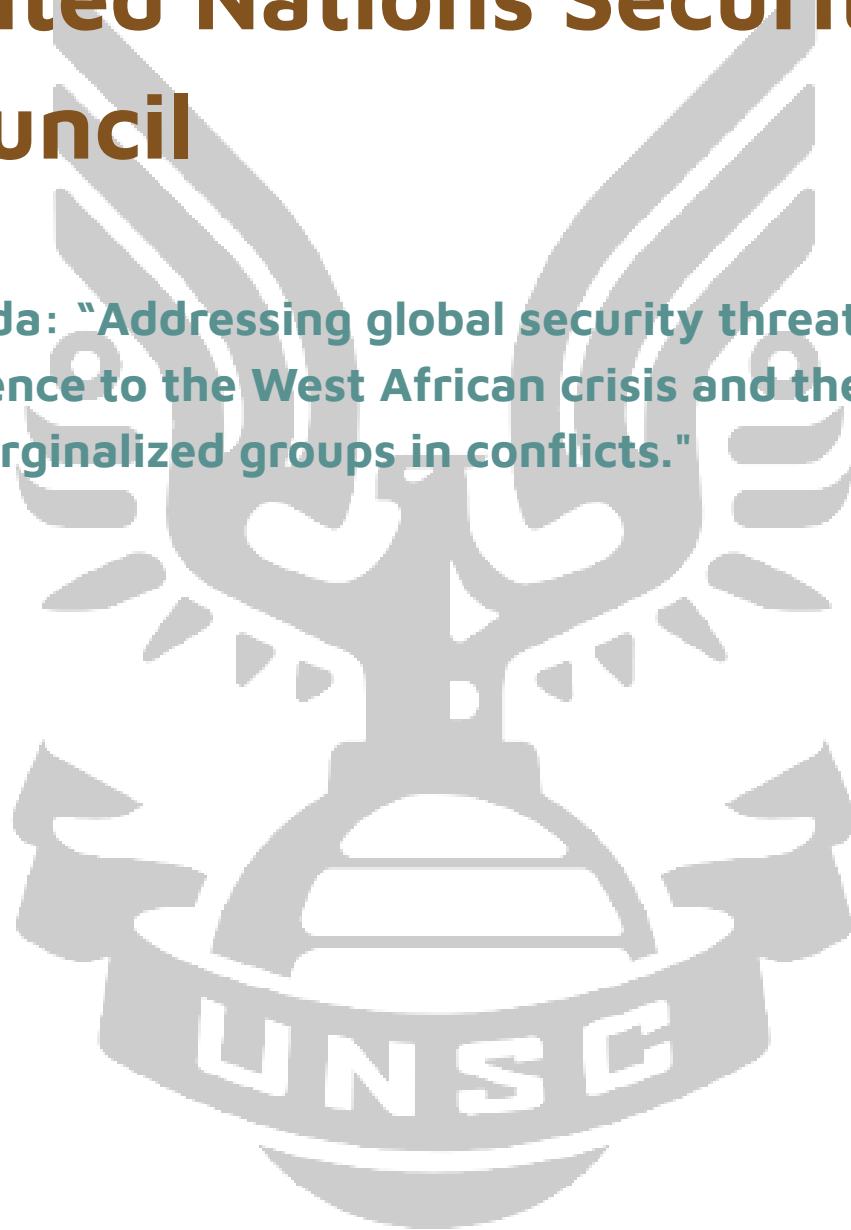 ited Nations Securit
uncil
da: “Addressing global security threat
ence to the West African crisis and the
rginalized groups in conflicts."
UNSC